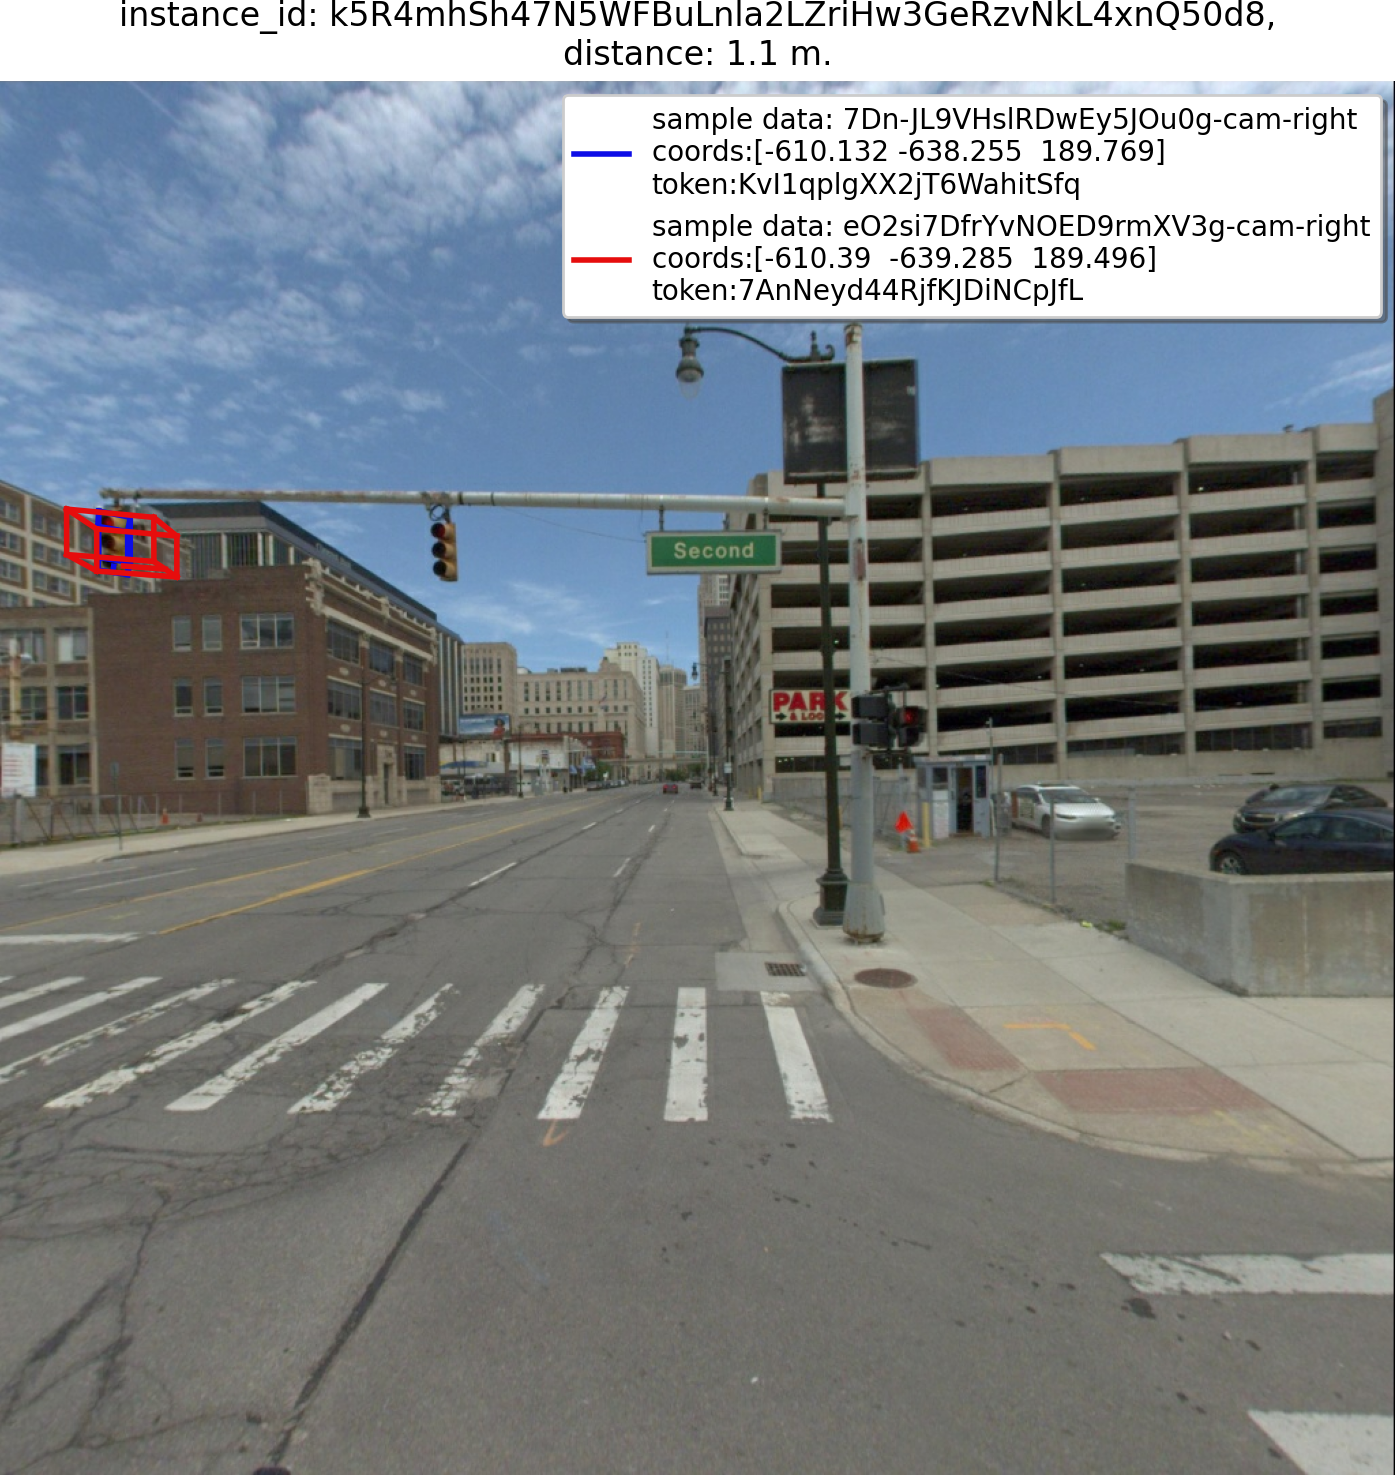 instance_id: k5R4mhSh47N5WFBuLnla2LZriHw3GeRzvNkL4xnQ50d8,
distance: 1.1 m.
sample data: 7Dn-JL9VHslRDwEy5JOu0g-cam-right
coords:[-610.132 -638.255  189.769]
token:KvI1qplgXX2jT6WahitSfq
sample data: eO2si7DfrYvNOED9rmXV3g-cam-right
coords:[-610.39  -639.285  189.496]
token:7AnNeyd44RjfKJDiNCpJfL
Second
PARK
& LOCK